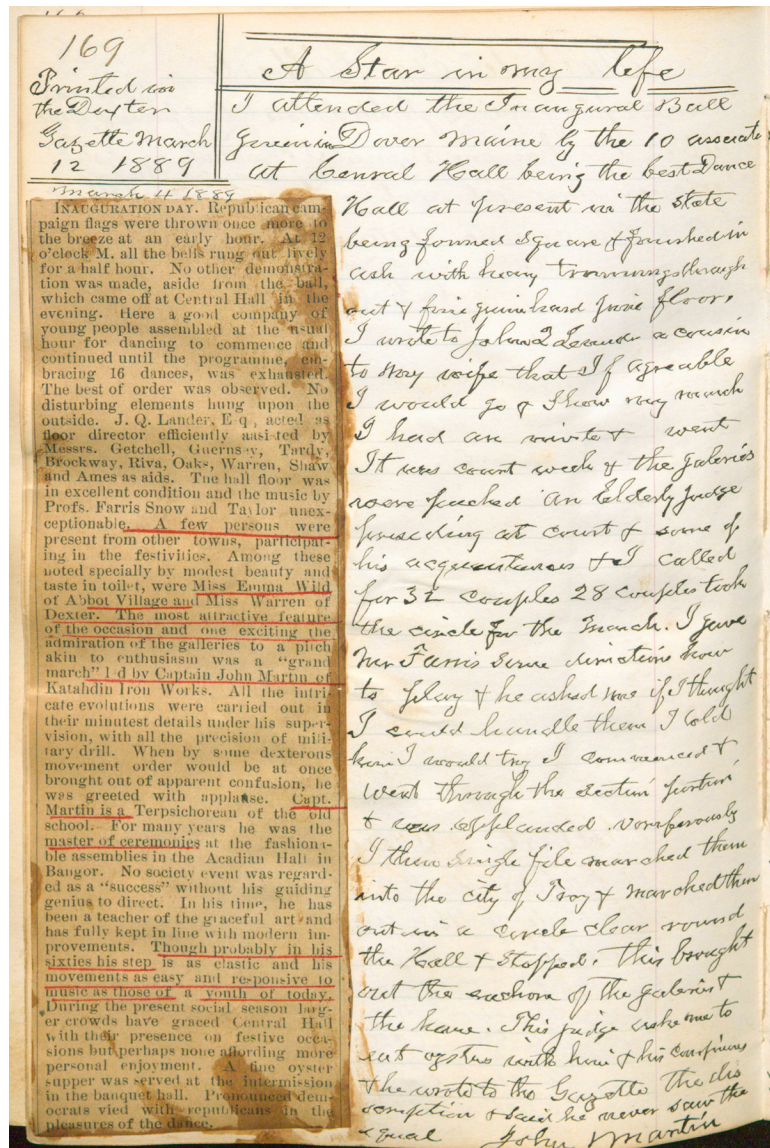 169
Printed in
the Dexter
Gazette March
12 1889
March 4 1889
A Star in my life
I attended the Inaugural Ball
given in Dover Maine by the 10 associates
at Cenral Hall being the best Dance
Hall at present in the state
being formed Square & finished in
ash with heavy trimmings through
out & fine hard pine floor.
I wrote to John Q Leander a cousin
to my wife that If agreable
I would go & Show my march
I had an invite & went
It was court week & the galeries
were packed an Elderly judge
presiding at court & some of
his acquaintances & I called
for 32 couples 28 couples took
the circle for the March. I gave
Mr Farris some directions how
to play & he asked me if I thought
I could handle them I told
him I would try I commenced &
went through the section
& was applauded voriferously
I then single file marched them
into the city of Troy & marched them
out in a circle clear round
the Hall & Stopped. this brought
out the of the galeries &
the house. This judge aske me to
eat oysters with him & his
& he wrote to the Gazette the dis
cription & said he never saw the
equal John Martin
INAUGURATION DAY. Republican cam-
paign flags were thrown once more to
the breeze at an early hour. At 12
o'clock M. all the bells rung out lively
for a half hour. No other demonstra-
tion was made, aside from the ball,
which came off at Central Hall in the
evening. Here a good company of
young people assembled at the usual
hour for dancing to commence and
continued until the programme, em-
bracing 16 dances, was exhausted.
The best of order was observed. No
disturbing elements hung upon the
outside. J. Q. Lander, E q, acted as
floor director efficiently assisted by
Messrs. Getchell, Guernsey, Tardy,
Brockway, Riva, Oaks, Warren, Shaw
and Ames as aids. The hall floor was
in excellent condition and the music by
Profs. Farris Snow and Taylor unex-
ceptionable. A few persons were
present from other towns, participat-
ing in the festivities. Among these
noted specially by modest beauty and
taste in toilet, were Miss Emma Wild
of Abbot Village and Miss Warren of
Dexter. The most attractive feature
of the occasion and one exciting the
admiration of the galleries to a pitch
akin to enthusiasm was a "grand
march" l d by Captain John Martin of
Katahdin Iron Works. All the intri-
cate evolutions were carried out in
their minutest details under his super-
vision, with all the precision of mili-
tary drill. When by some dexterous
movement order would be at once
brought out of apparent confusion, he
was greeted with applause. Capt.
Martin is a Terpsichorean of the old
school. For many years he was the
master of ceremonies at the fashiona-
ble assemblies in the Acadian Hall in
Bangor. No society event was regard-
ed as a "success" without his guiding
genius to direct. In his time, he has
been a teacher of the graceful art and
has fully kept in line with modern im-
provements. Though probably in his
sixties his step is as elastic and his
movements as easy and responsive to
music as those of a youth of today.
During the present social season larg-
er crowds have graced Central Hall
with their presence on festive occa-
sions but perhaps none affording more
personal enjoyment. A fine oyster
supper was served at the intermission
in the banquet hall. Pronounced dem-
ocrats vied with republicans in the
pleasures of the dance.